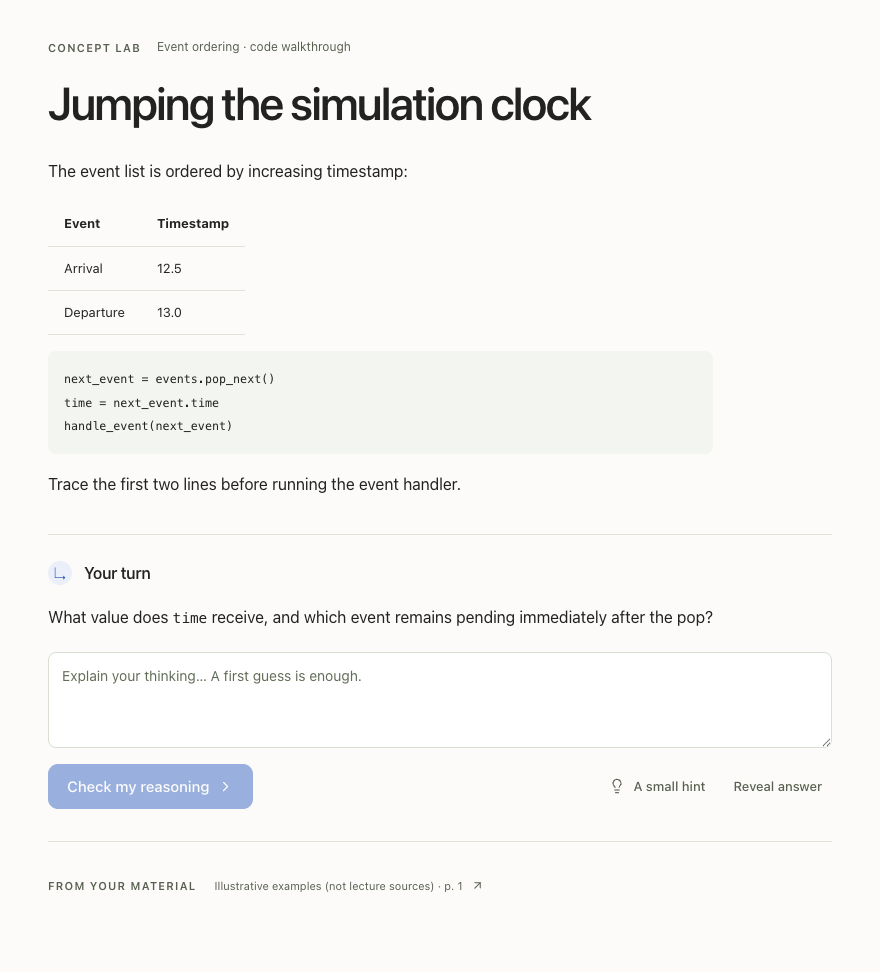 CONCEPT LAB Event ordering · code walkthrough
Jumping the simulation clock
The event list is ordered by increasing timestamp:
Event Timestamp
Arrival 12.5
Departure 13.0
next_event = events.pop_next()
time = next_event.time
handle_event(next_event)
Trace the first two lines before running the event handler.
Your turn
What value does time receive, and which event remains pending immediately after the pop?
Explain your thinking... A first guess is enough.
Check my reasoning
A small hint
Reveal answer
FROM YOUR MATERIAL Illustrative examples (not lecture sources) · p. 1